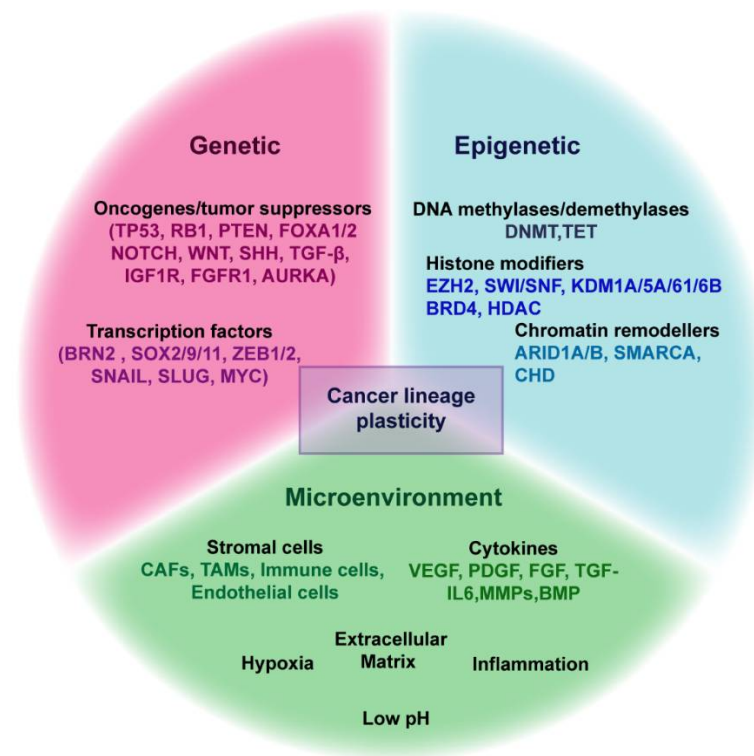 Genetic
Oncogenes/tumor suppressors
(TP53, RB1, PTEN, FOXA1/2
NOTCH, WNT, SHH, TGF-β,
IGF1R, FGFR1, AURKA)
Transcription factors
(BRN2 , SOX2/9/11, ZEB1/2,
SNAIL, SLUG, MYC)
Epigenetic
DNA methylases/demethylases
DNMT,TET
Histone modifiers
EZH2, SWI/SNF, KDM1A/5A/61/6B
BRD4, HDAC
Chromatin remodellers
ARID1A/B, SMARCA,
CHD
Cancer lineage
plasticity
Microenvironment
Stromal cells
CAFs, TAMs, Immune cells,
Endothelial cells
Cytokines
VEGF, PDGF, FGF, TGF-
IL6,MMPs,BMP
Hypoxia
Extracellular
Matrix
Inflammation
Low pH